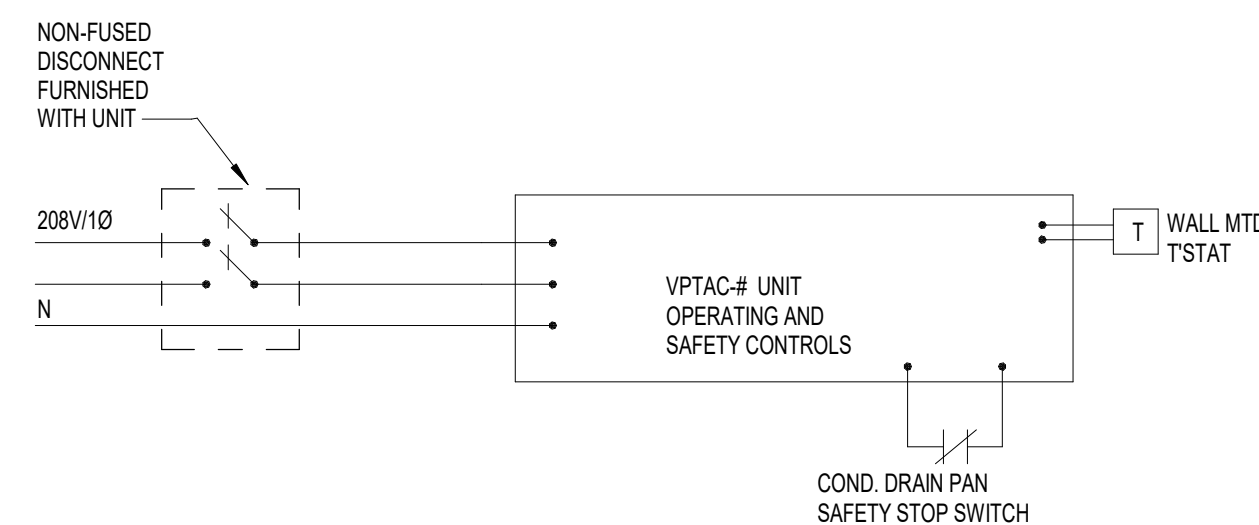 NON-FUSED
DISCONNECT
FURNISHED
WITH UNIT
208V/1Ø
N
VPTAC-# UNIT
OPERATING AND
SAFETY CONTROLS
T
WALL MTD
T'STAT
COND. DRAIN PAN
SAFETY STOP SWITCH